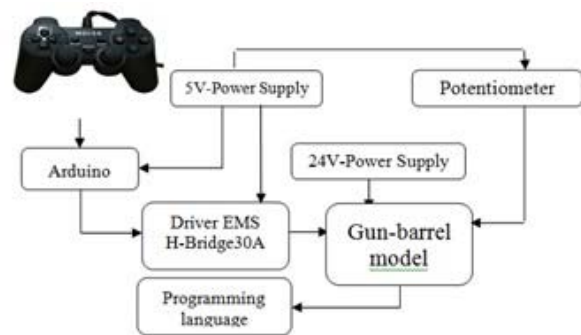 5V-Power Supply
Potentiometer
Arduino
24V-Power Supply
Driver EMS
H-Bridge30A
Gun-barrel
model
Programming
language